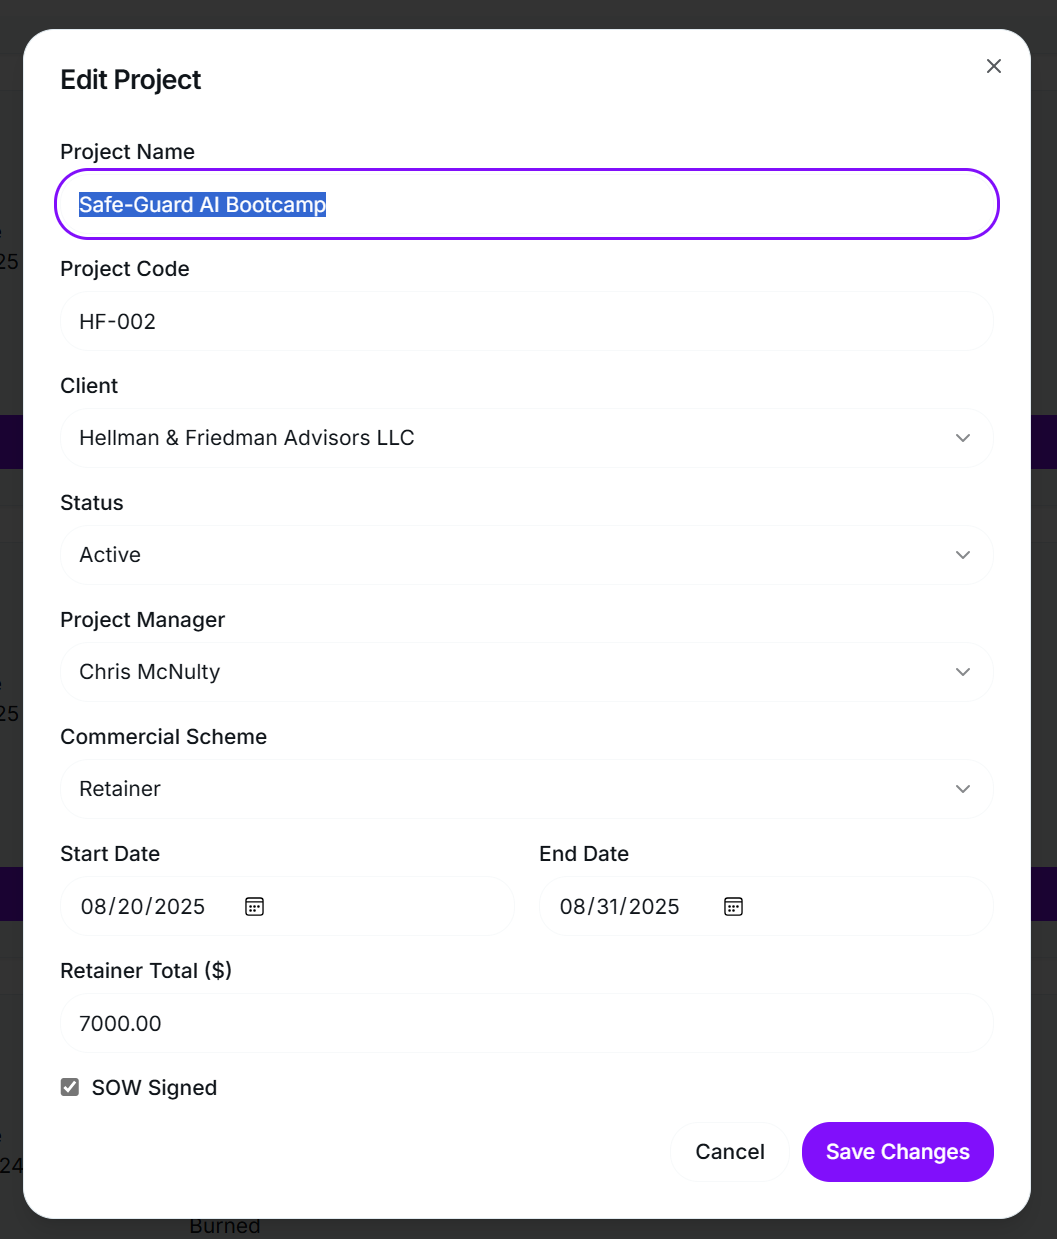 Edit Project
Project Name
Safe-Guard AI Bootcamp
Project Code
HF-002
Client
Hellman & Friedman Advisors LLC
Status
Active
Project Manager
Chris McNulty
Commercial Scheme
Retainer
Start Date
End Date
08/20/2025
08/31/2025
Retainer Total ($)
7000.00
SOW Signed
Cancel
Save Changes
25
25
24
Burned